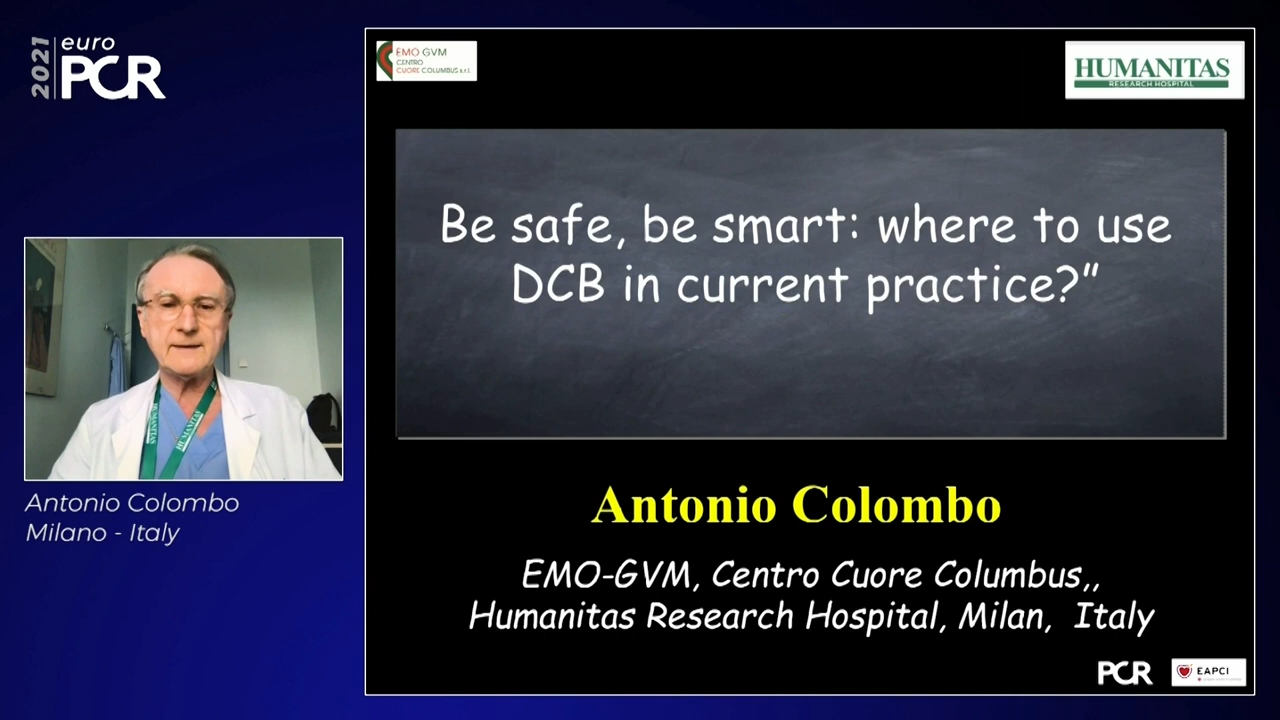 2021
euro
PCR
EMO GVM
CENTRO
CUORE COLUMBUS s.r.l.
HUMANITAS
RESEARCH HOSPITAL
Be safe, be smart: where to use
DCB in current practice?”
HUMANITAS
HUMANITAS
Antonio Colombo
Milano - Italy
Antonio Colombo
EMO-GVM, Centro Cuore Columbus,,
Humanitas Research Hospital, Milan, Italy
PCR
EAPCI